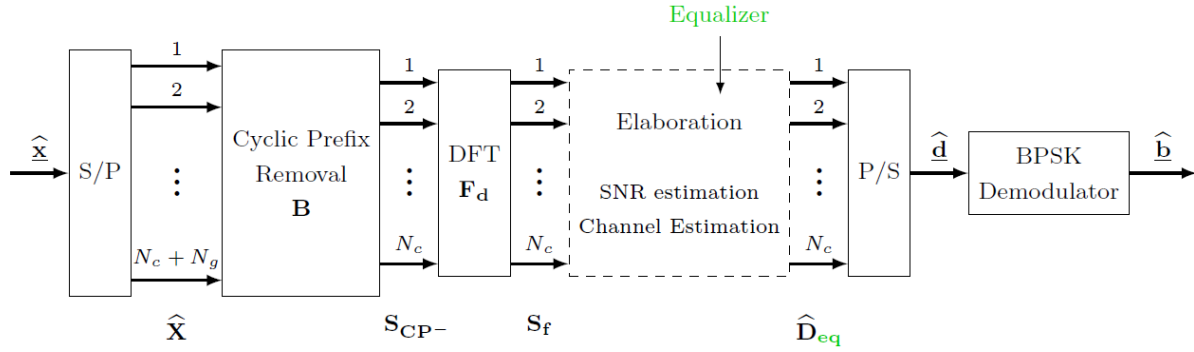 Equalizer
x̂
S/P
1
2
⋮
N_c + N_g
X̂
Cyclic Prefix
Removal
B
1
2
⋮
N_c
S_CP⁻
DFT
F_d
1
2
⋮
N_c
S_f
Elaboration
SNR estimation
Channel Estimation
1
2
⋮
N_c
D̂_eq
P/S
d̂
BPSK
Demodulator
b̂